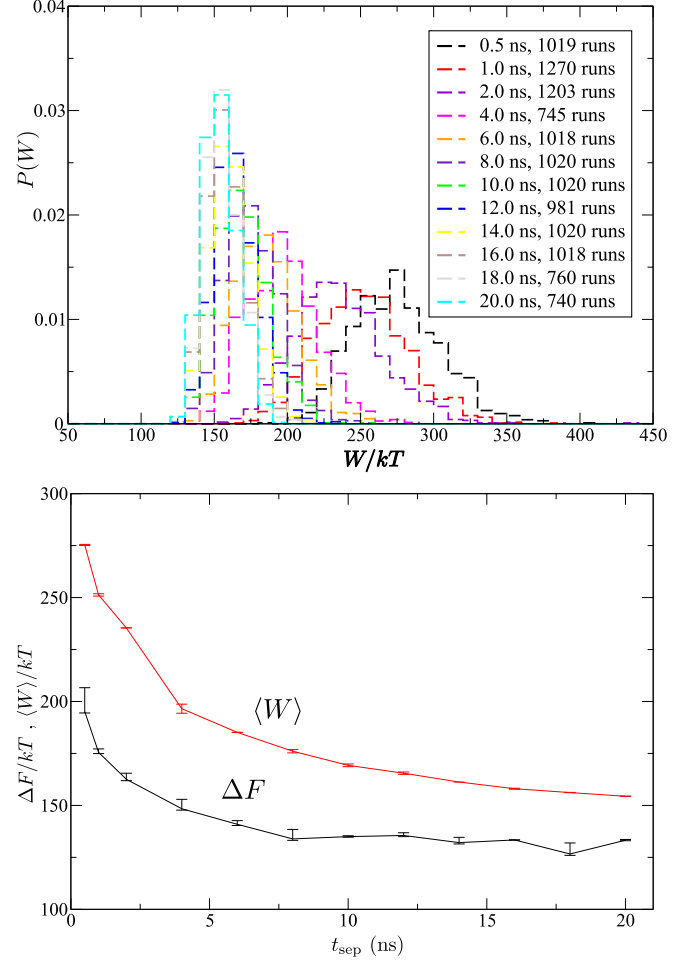 0.04
0.03
0.02
0.01
0
P(W)
0.5 ns, 1019 runs
1.0 ns, 1270 runs
2.0 ns, 1203 runs
4.0 ns, 745 runs
6.0 ns, 1018 runs
8.0 ns, 1020 runs
10.0 ns, 1020 runs
12.0 ns, 981 runs
14.0 ns, 1020 runs
16.0 ns, 1018 runs
18.0 ns, 760 runs
20.0 ns, 740 runs
50 100 150 200 250 300 350 400 450
W/kT
300
250
200
150
100
ΔF/kT , ⟨W⟩/kT
⟨W⟩
ΔF
0 5 10 15 20
t_sep (ns)